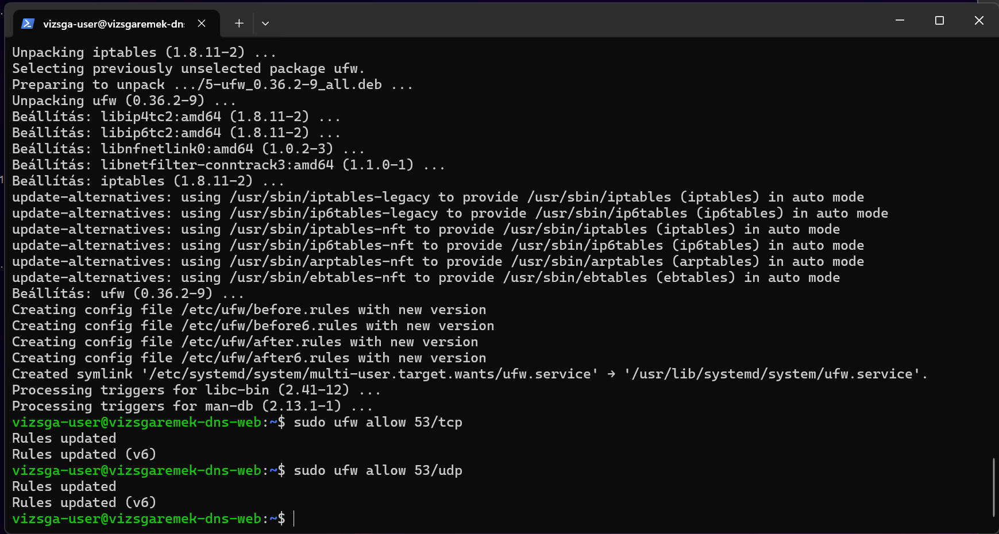 vizsga-user@vizsgaremek-dn
Unpacking iptables (1.8.11-2) ...
Selecting previously unselected package ufw.
Preparing to unpack .../5-ufw_0.36.2-9_all.deb ...
Unpacking ufw (0.36.2-9) ...
Beállítás: libip4tc2:amd64 (1.8.11-2) ...
Beállítás: libip6tc2:amd64 (1.8.11-2) ...
Beállítás: libnfnetlink0:amd64 (1.0.2-3) ...
Beállítás: libnetfilter-conntrack3:amd64 (1.1.0-1) ...
Beállítás: iptables (1.8.11-2) ...
update-alternatives: using /usr/sbin/iptables-legacy to provide /usr/sbin/iptables (iptables) in auto mode
update-alternatives: using /usr/sbin/ip6tables-legacy to provide /usr/sbin/ip6tables (ip6tables) in auto mode
update-alternatives: using /usr/sbin/iptables-nft to provide /usr/sbin/iptables (iptables) in auto mode
update-alternatives: using /usr/sbin/ip6tables-nft to provide /usr/sbin/ip6tables (ip6tables) in auto mode
update-alternatives: using /usr/sbin/arptables-nft to provide /usr/sbin/arptables (arptables) in auto mode
update-alternatives: using /usr/sbin/ebtables-nft to provide /usr/sbin/ebtables (ebtables) in auto mode
Beállítás: ufw (0.36.2-9) ...
Creating config file /etc/ufw/before.rules with new version
Creating config file /etc/ufw/before6.rules with new version
Creating config file /etc/ufw/after.rules with new version
Creating config file /etc/ufw/after6.rules with new version
Created symlink '/etc/systemd/system/multi-user.target.wants/ufw.service' → '/usr/lib/systemd/system/ufw.service'.
Processing triggers for libc-bin (2.41-12) ...
Processing triggers for man-db (2.13.1-1) ...
vizsga-user@vizsgaremek-dns-web:~$ sudo ufw allow 53/tcp
Rules updated
Rules updated (v6)
vizsga-user@vizsgaremek-dns-web:~$ sudo ufw allow 53/udp
Rules updated
Rules updated (v6)
vizsga-user@vizsgaremek-dns-web:~$